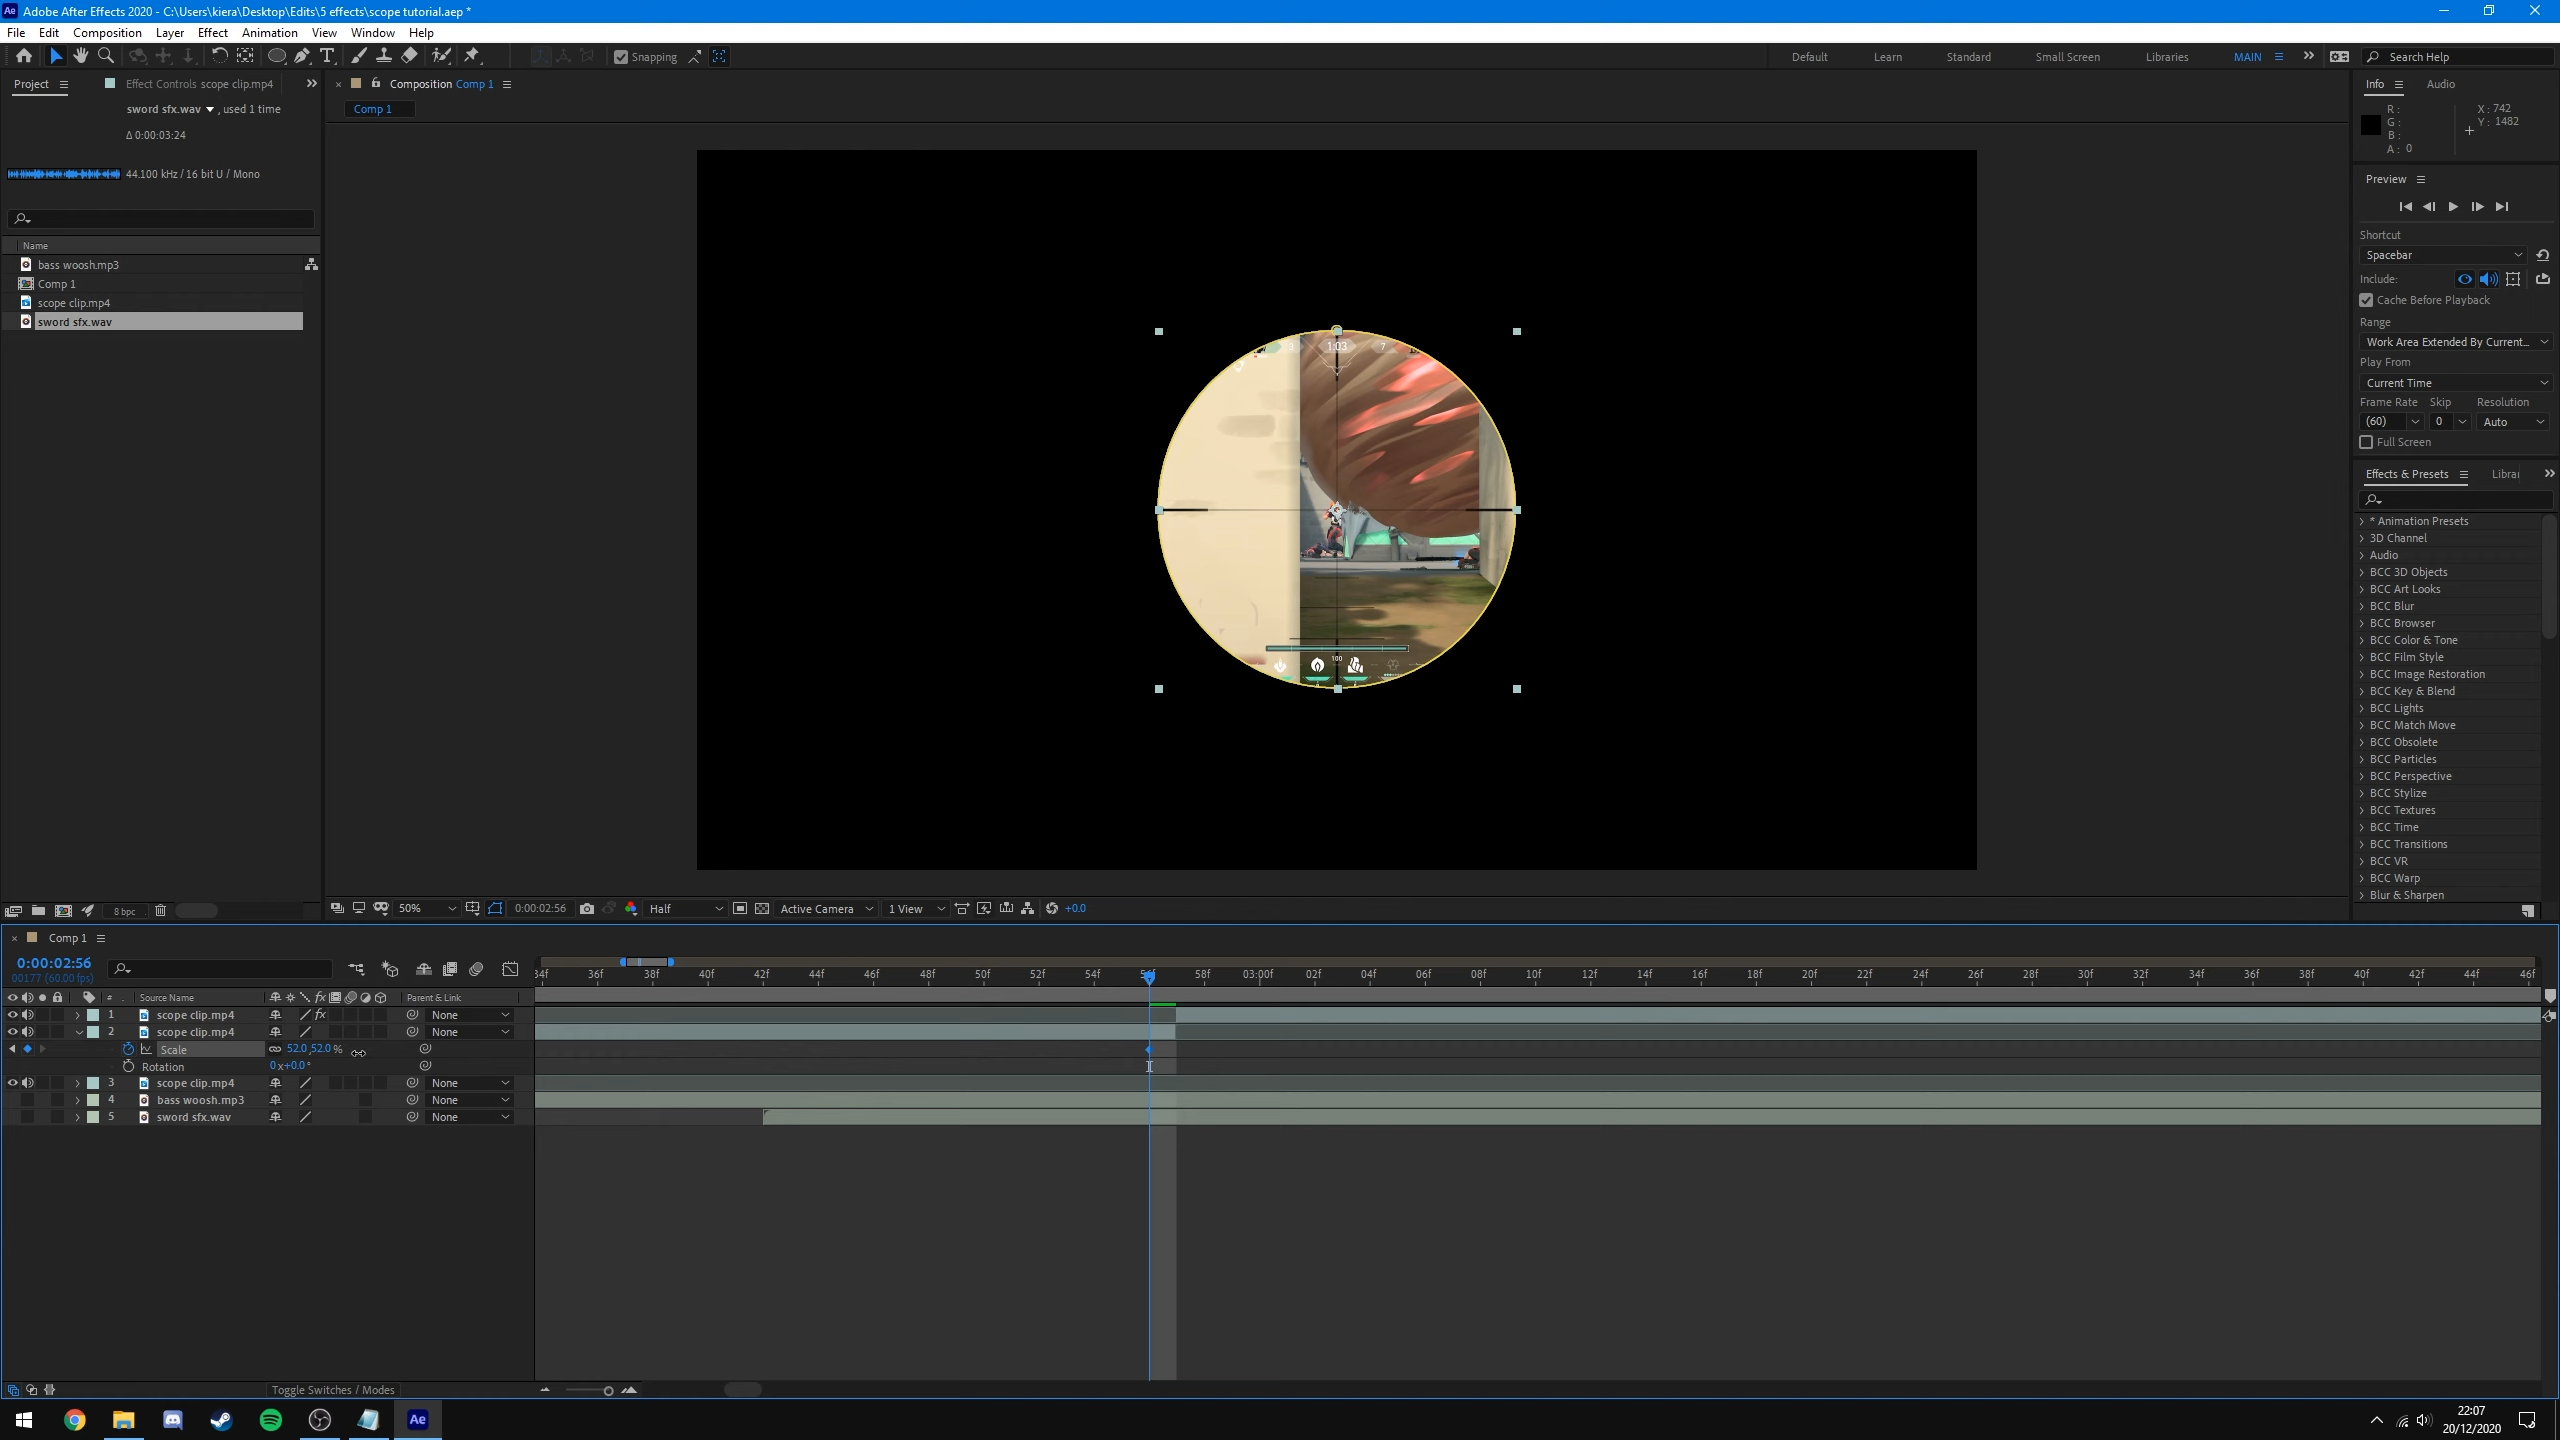 Ae Adobe After Effects 2020 - C:\Users\kiera\Desktop\Edits\5 effects\scope tutorial.aep *
File Edit Composition Layer Effect Animation View Window Help
Snapping
Default Learn Standard Small Screen Libraries MAIN Search Help
Project Effect Controls scope clip.mp4
sword sfx.wav , used 1 time
Δ 0:00:03:24
44.100 kHz / 16 bit U / Mono
Name
bass woosh.mp3
Comp 1
scope clip.mp4
sword sfx.wav
8 bpc
Composition Comp 1
Comp 1
1:03 7
100
50% 0:00:02:56 Half Active Camera 1 View +0.0
Info Audio
R :
G :
B :
A : 0
X : 742
Y : 1482
Preview
Shortcut
Spacebar
Include:
Cache Before Playback
Range
Work Area Extended By Current...
Play From
Current Time
Frame Rate Skip Resolution
(60) 0 Auto
Full Screen
Effects & Presets Librar
* Animation Presets
3D Channel
Audio
BCC 3D Objects
BCC Art Looks
BCC Blur
BCC Browser
BCC Color & Tone
BCC Film Style
BCC Image Restoration
BCC Key & Blend
BCC Lights
BCC Match Move
BCC Obsolete
BCC Particles
BCC Perspective
BCC Stylize
BCC Textures
BCC Time
BCC Transitions
BCC VR
BCC Warp
Blur & Sharpen
Comp 1
0:00:02:56
00177 (60.00 fps)
34f 36f 38f 40f 42f 44f 46f 48f 50f 52f 54f 56f 58f 03:00f 02f 04f 06f 08f 10f 12f 14f 16f 18f 20f 22f 24f 26f 28f 30f 32f 34f 36f 38f 40f 42f 44f 46f
# Source Name fx Parent & Link
1 scope clip.mp4 fx None
2 scope clip.mp4 None
Scale 52.0,52.0 %
Rotation 0x+0.0°
3 scope clip.mp4 None
4 bass woosh.mp3 None
5 sword sfx.wav None
Toggle Switches / Modes
Ae
22:07
20/12/2020